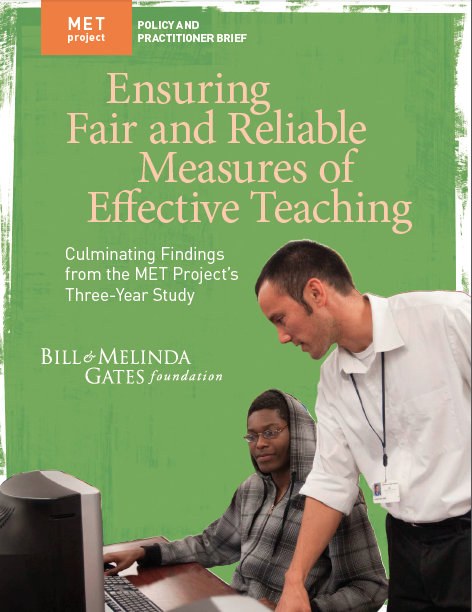 MET
project
POLICY AND
PRACTITIONER BRIEF
Ensuring
Fair and Reliable
Measures of
Effective Teaching
Culminating Findings
from the MET Project's
Three-Year Study
BILL & MELINDA
GATES foundation